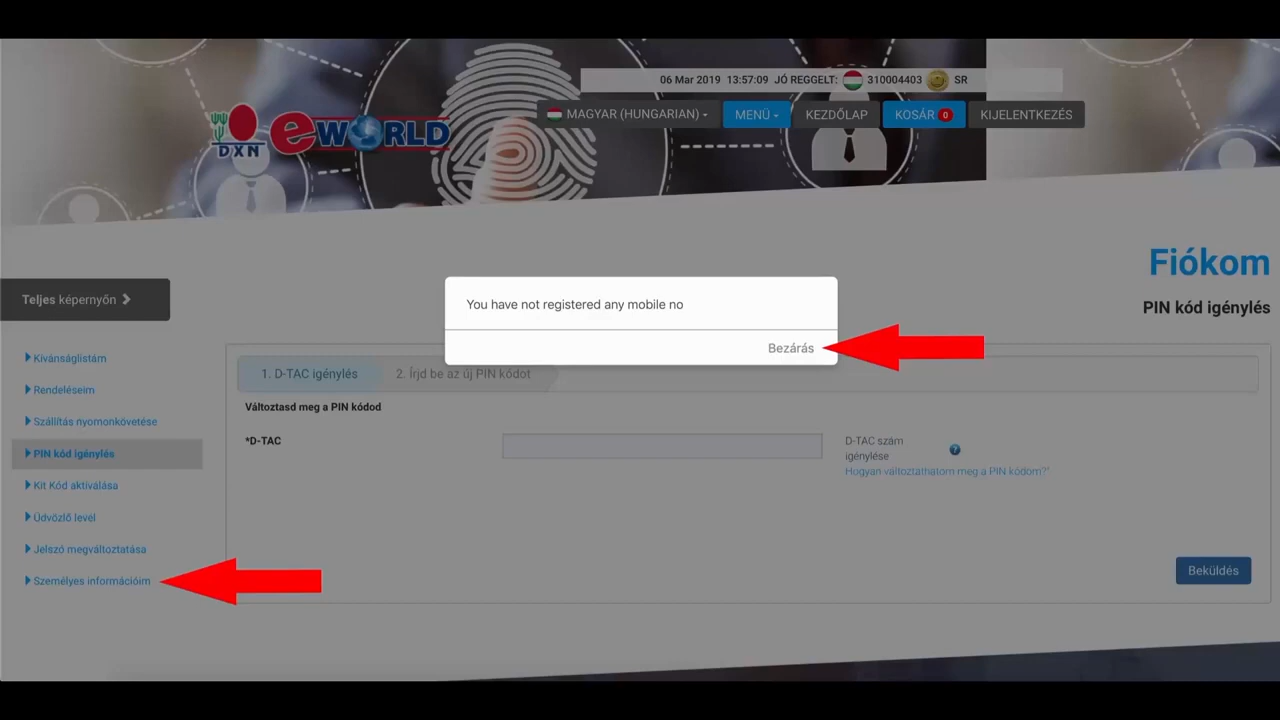 06 Mar 2019 13:57:09 JÓ REGGELT: 310004403 SR
MAGYAR (HUNGARIAN)
MENÜ
KEZDŐLAP
KOSÁR 0
KIJELENTKEZÉS
DXN
eWORLD
Fiókom
PIN kód igénylés
Teljes képernyőn
You have not registered any mobile no
Bezárás
Kívánságlistám
Rendeléseim
Szállítás nyomonkövetése
PIN kód igénylés
Kit Kód aktiválása
Üdvözlő levél
Jelszó megváltoztatása
Személyes információim
1. D-TAC igénylés
2. Írjd be az új PIN kódot
Változtasd meg a PIN kódod
*D-TAC
D-TAC szám
igénylése
?
Hogyan változtathatom meg a PIN kódom?"
Beküldés